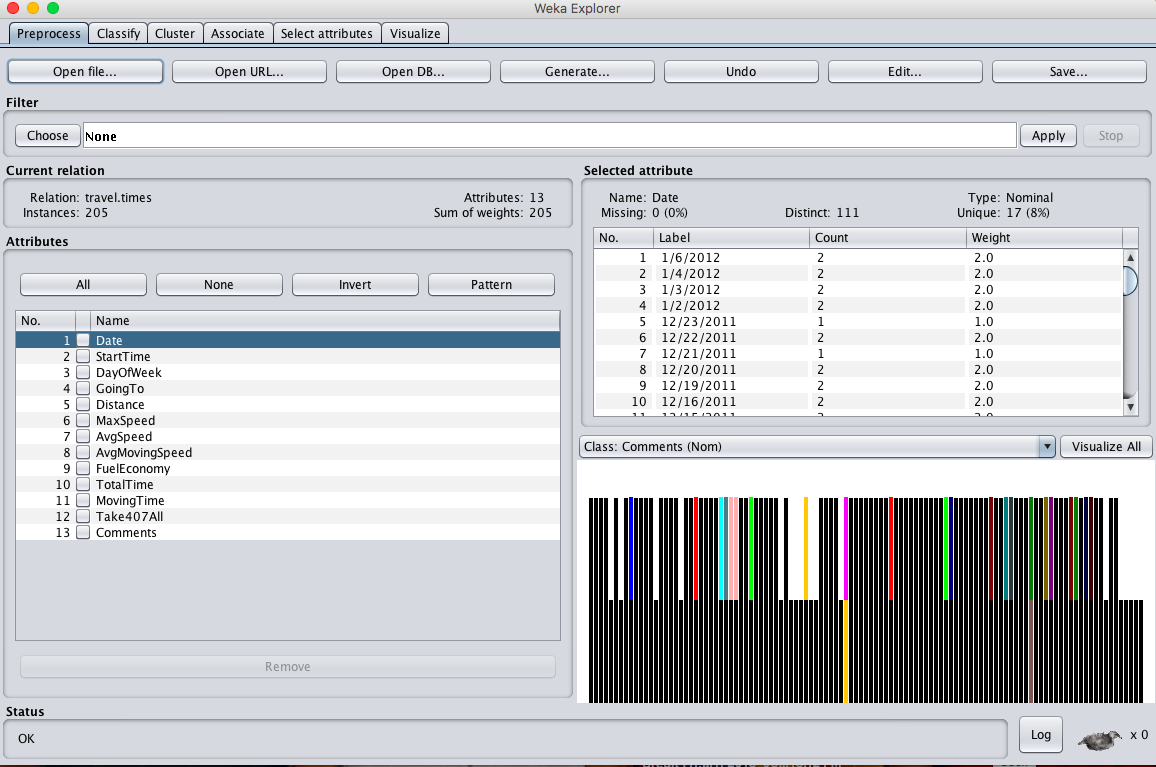 Weka Explorer
Preprocess Classify Cluster Associate Select attributes Visualize
Open file... Open URL... Open DB... Generate... Undo Edit... Save...
Filter
Choose None Apply Stop
Current relation
Relation: travel.times Attributes: 13
Instances: 205 Sum of weights: 205
Attributes
All None Invert Pattern
No. Name
1 Date
2 StartTime
3 DayOfWeek
4 GoingTo
5 Distance
6 MaxSpeed
7 AvgSpeed
8 AvgMovingSpeed
9 FuelEconomy
10 TotalTime
11 MovingTime
12 Take407All
13 Comments
Remove
Selected attribute
Name: Date Type: Nominal
Missing: 0 (0%) Distinct: 111 Unique: 17 (8%)
No. Label Count Weight
1 1/6/2012 2 2.0
2 1/4/2012 2 2.0
3 1/3/2012 2 2.0
4 1/2/2012 2 2.0
5 12/23/2011 1 1.0
6 12/22/2011 2 2.0
7 12/21/2011 1 1.0
8 12/20/2011 2 2.0
9 12/19/2011 2 2.0
10 12/16/2011 2 2.0
Class: Comments (Nom) Visualize All
Status
OK
Log x 0